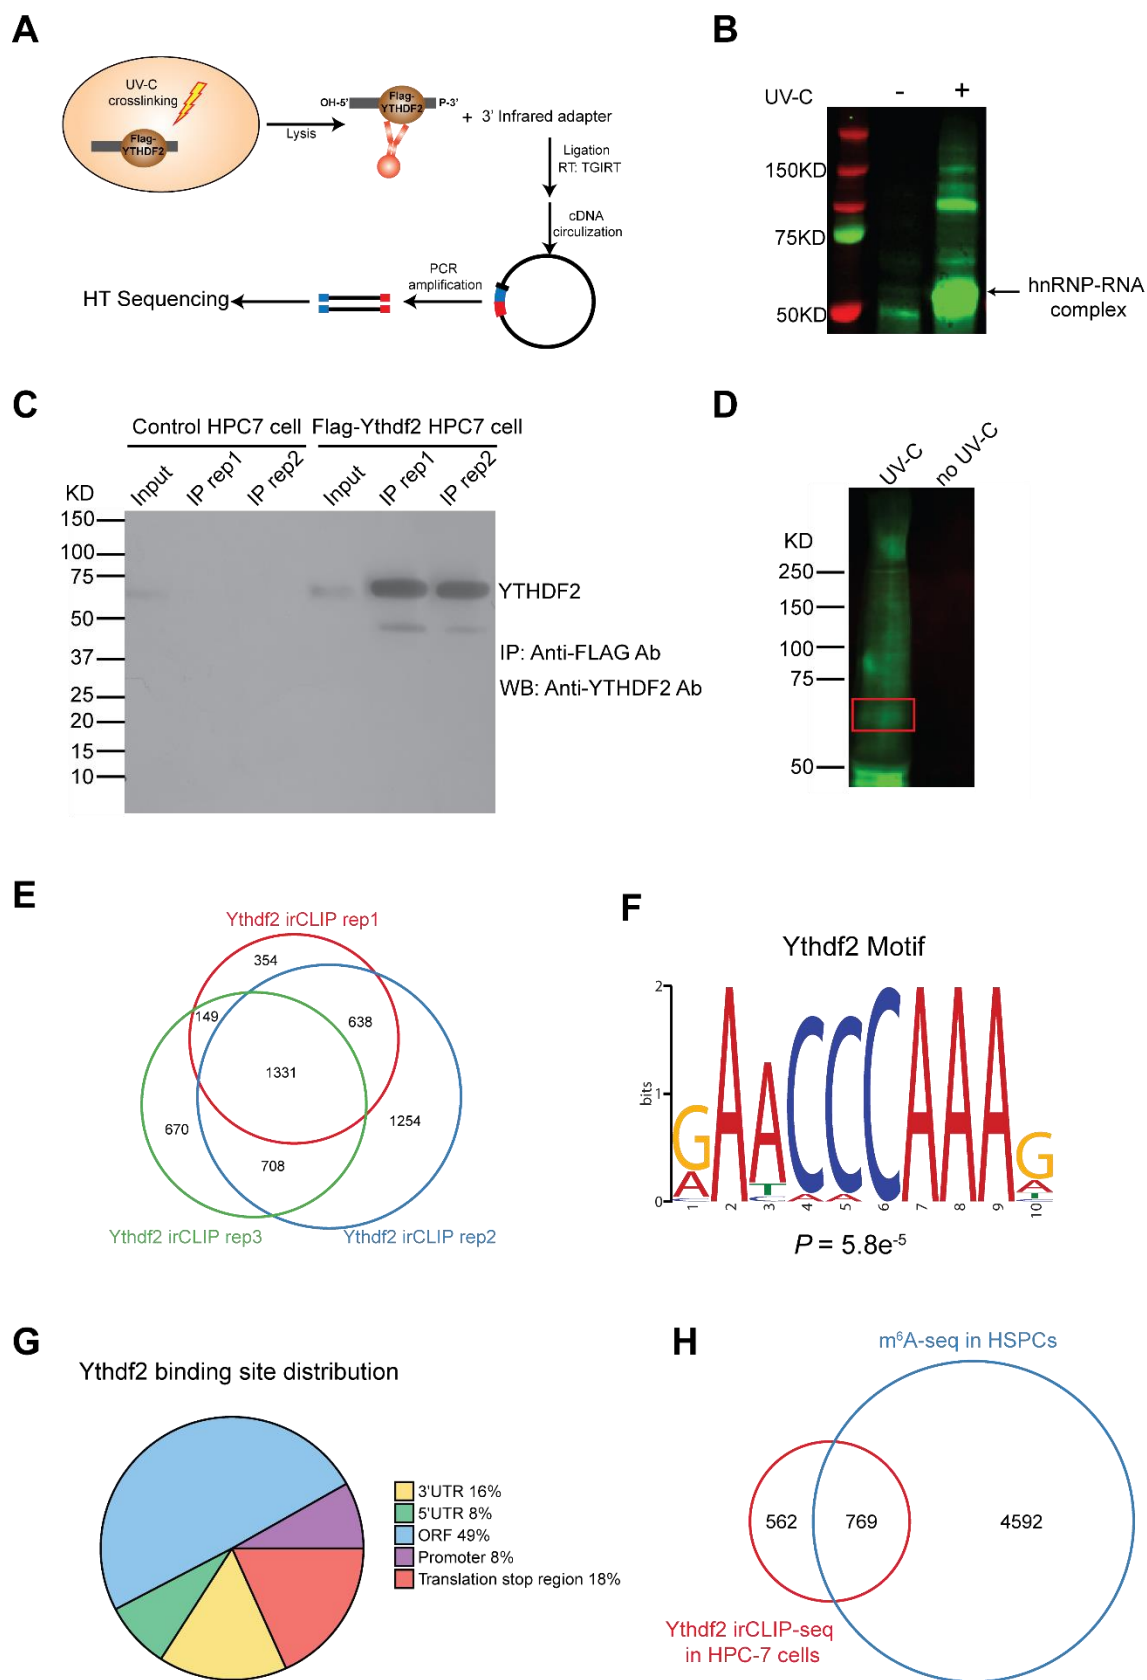 A
UV-C
crosslinking
Flag-
YTHDF2
Lysis
OH-5'
Flag-
YTHDF2
P-3'
+ 3' Infrared adapter
Ligation
RT: TGIRT
cDNA
circulization
PCR
amplification
HT Sequencing
B
UV-C - +
150KD
75KD
50KD
hnRNP-RNA
complex
C
Control HPC7 cell Flag-Ythdf2 HPC7 cell
Input IP rep1 IP rep2 Input IP rep1 IP rep2
KD
150
100
75
50
37
25
20
15
10
YTHDF2
IP: Anti-FLAG Ab
WB: Anti-YTHDF2 Ab
D
UV-C no UV-C
KD
250
150
100
75
50
E
Ythdf2 irCLIP rep1
354
149
638
1331
670
1254
708
Ythdf2 irCLIP rep3
Ythdf2 irCLIP rep2
F
Ythdf2 Motif
2
bits
1
0
GAACCCAAAG
A T A A A
T
1 2 3 4 5 6 7 8 9 10
P = 5.8e-5
G
Ythdf2 binding site distribution
3'UTR 16%
5'UTR 8%
ORF 49%
Promoter 8%
Translation stop region 18%
H
m⁶A-seq in HSPCs
562
769
4592
Ythdf2 irCLIP-seq
in HPC-7 cells